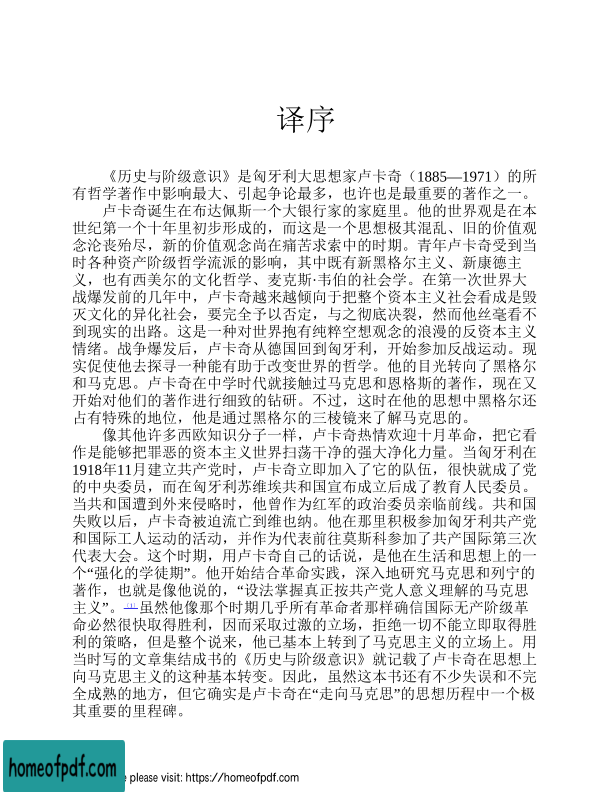 译序
《历史与阶级意识》是匈牙利大思想家卢卡奇（1885—1971）的所
有哲学著作中影响最大、引起争论最多，也许也是最重要的著作之一。
卢卡奇诞生在布达佩斯一个大银行家的家庭里。他的世界观是在本
世纪第一个十年里初步形成的，而这是一个思想极其混乱、旧的价值观
念沦丧殆尽，新的价值观念尚在痛苦求索中的时期。青年卢卡奇受到当
时各种资产阶级哲学流派的影响，其中既有新黑格尔主义、新康德主
义，也有西美尔的文化哲学、麦克斯·韦伯的社会学。在第一次世界大
战爆发前的几年中，卢卡奇越来越倾向于把整个资本主义社会看成是毁
灭文化的异化社会，要完全予以否定，与之彻底决裂，然而他丝毫看不
到现实的出路。这是一种对世界抱有纯粹空想观念的浪漫的反资本主义
情绪。战争爆发后，卢卡奇从德国回到匈牙利，开始参加反战运动。现
实促使他去探寻一种能有助于改变世界的哲学。他的目光转向了黑格尔
和马克思。卢卡奇在中学时代就接触过马克思和恩格斯的著作，现在又
开始对他们的著作进行细致的钻研。不过，这时在他的思想中黑格尔还
占有特殊的地位，他是通过黑格尔的三棱镜来了解马克思的。
像其他许多西欧知识分子一样，卢卡奇热情欢迎十月革命，把它看
作是能够把罪恶的资本主义世界扫荡干净的强大净化力量。当匈牙利在
1918年11月建立共产党时，卢卡奇立即加入了它的队伍，很快就成了党
的中央委员，而在匈牙利苏维埃共和国宣布成立后成了教育人民委员。
当共和国遭到外来侵略时，他曾作为红军的政治委员亲临前线。共和国
失败以后，卢卡奇被迫流亡到维也纳。他在那里积极参加匈牙利共产党
和国际工人运动的活动，并作为代表前往莫斯科参加了共产国际第三次
代表大会。这个时期，用卢卡奇自己的话说，是他在生活和思想上的一
个“强化的学徒期”。他开始结合革命实践，深入地研究马克思和列宁的
著作，也就是像他说的，“设法掌握真正按共产党人意义理解的马克思
主义”。虽然他像那个时期几乎所有革命者那样确信国际无产阶级革
命必然很快取得胜利，因而采取过激的立场，拒绝一切不能立即取得胜
利的策略，但是整个说来，他已基本上转到了马克思主义的立场上。用
当时写的文章集结成书的《历史与阶级意识》就记载了卢卡奇在思想上
向马克思主义的这种基本转变。因此，虽然这本书还有不少失误和不完
全成熟的地方，但它确实是卢卡奇在“走向马克思”的思想历程中一个极
其重要的里程碑。
homeofpdf.com
e please visit: https://homeofpdf.com